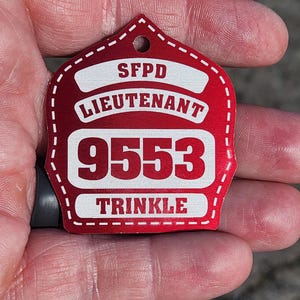 SFPD
LIEUTENANT
9553
TRINKLE